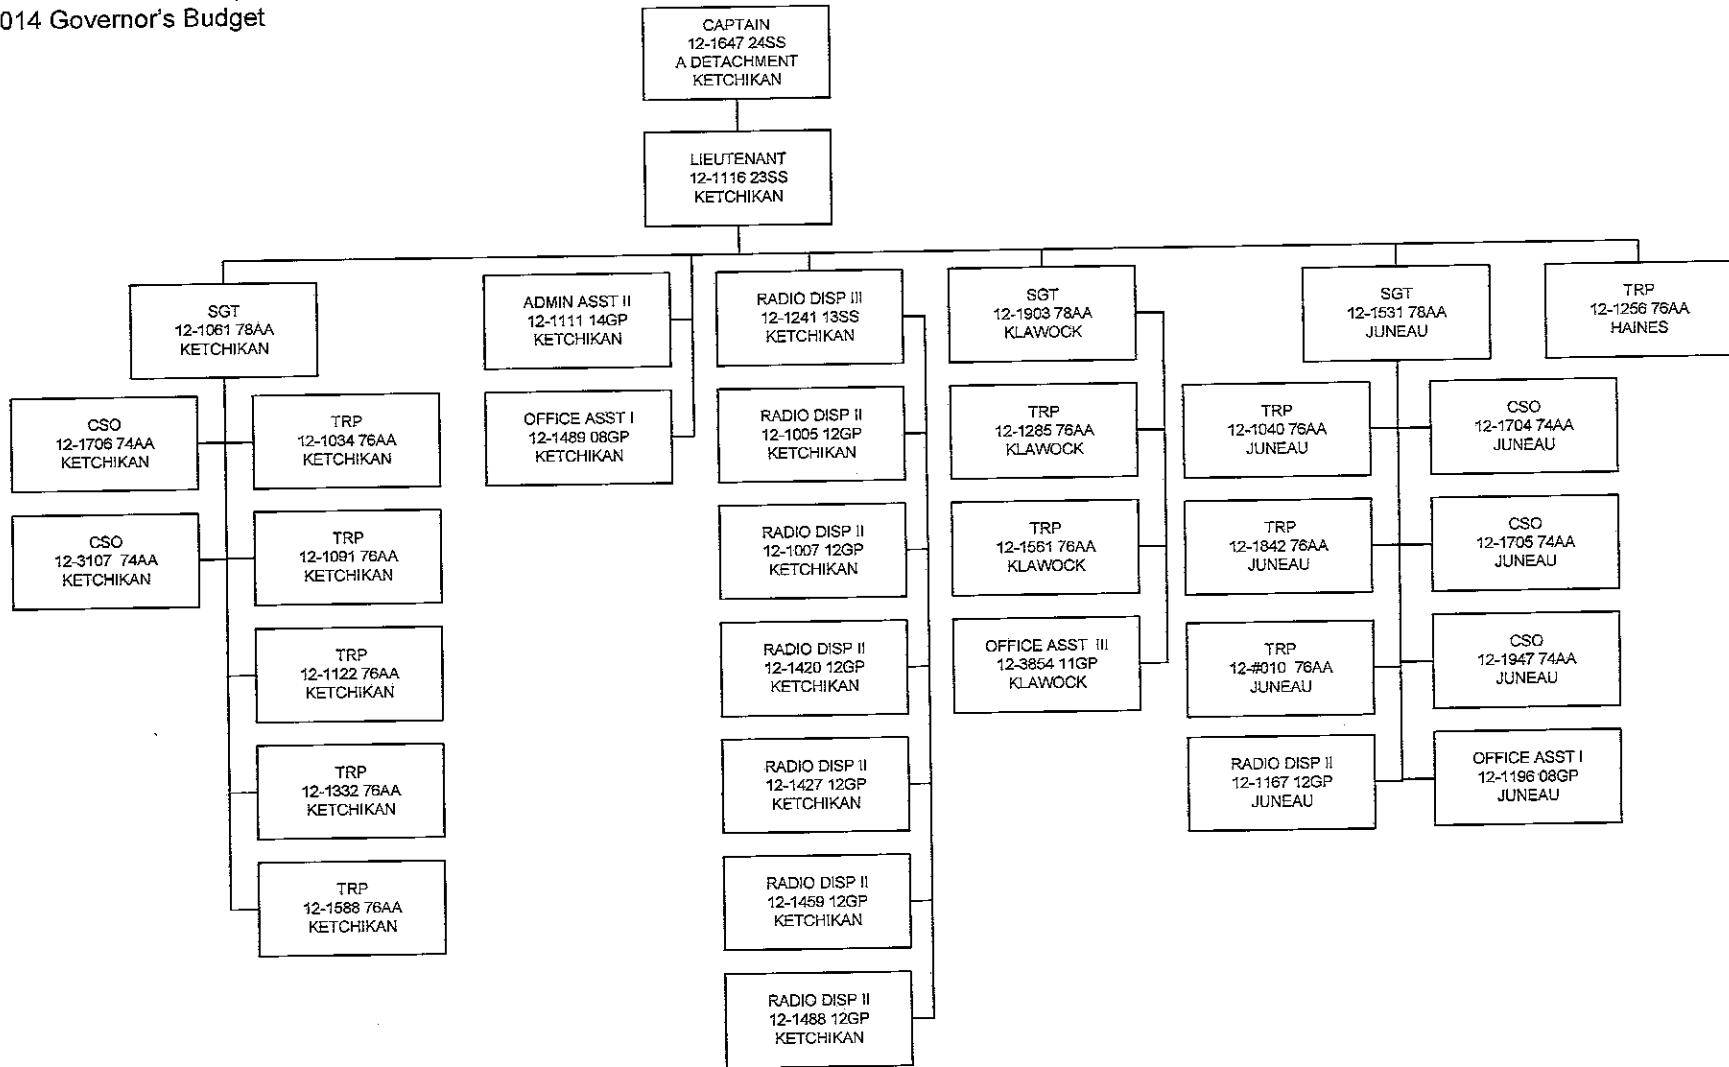 014 Governor's Budget
CAPTAIN
12-1647 24SS
A DETACHMENT
KETCHIKAN
LIEUTENANT
12-1116 23SS
KETCHIKAN
SGT
12-1061 78AA
KETCHIKAN
ADMIN ASST II
12-1111 14GP
KETCHIKAN
RADIO DISP III
12-1241 13SS
KETCHIKAN
SGT
12-1903 78AA
KLAWOCK
SGT
12-1531 78AA
JUNEAU
TRP
12-1256 76AA
HAINES
CSO
12-1706 74AA
KETCHIKAN
TRP
12-1034 76AA
KETCHIKAN
OFFICE ASST I
12-1489 08GP
KETCHIKAN
RADIO DISP II
12-1005 12GP
KETCHIKAN
TRP
12-1285 76AA
KLAWOCK
TRP
12-1040 76AA
JUNEAU
CSO
12-1704 74AA
JUNEAU
CSO
12-3107 74AA
KETCHIKAN
TRP
12-1091 76AA
KETCHIKAN
RADIO DISP II
12-1007 12GP
KETCHIKAN
TRP
12-1561 76AA
KLAWOCK
TRP
12-1842 76AA
JUNEAU
CSO
12-1705 74AA
JUNEAU
TRP
12-1122 76AA
KETCHIKAN
RADIO DISP II
12-1420 12GP
KETCHIKAN
OFFICE ASST III
12-3854 11GP
KLAWOCK
TRP
12-#010 76AA
JUNEAU
CSO
12-1947 74AA
JUNEAU
TRP
12-1332 76AA
KETCHIKAN
RADIO DISP II
12-1427 12GP
KETCHIKAN
RADIO DISP II
12-1167 12GP
JUNEAU
OFFICE ASST I
12-1196 08GP
JUNEAU
TRP
12-1588 76AA
KETCHIKAN
RADIO DISP II
12-1459 12GP
KETCHIKAN
RADIO DISP II
12-1488 12GP
KETCHIKAN